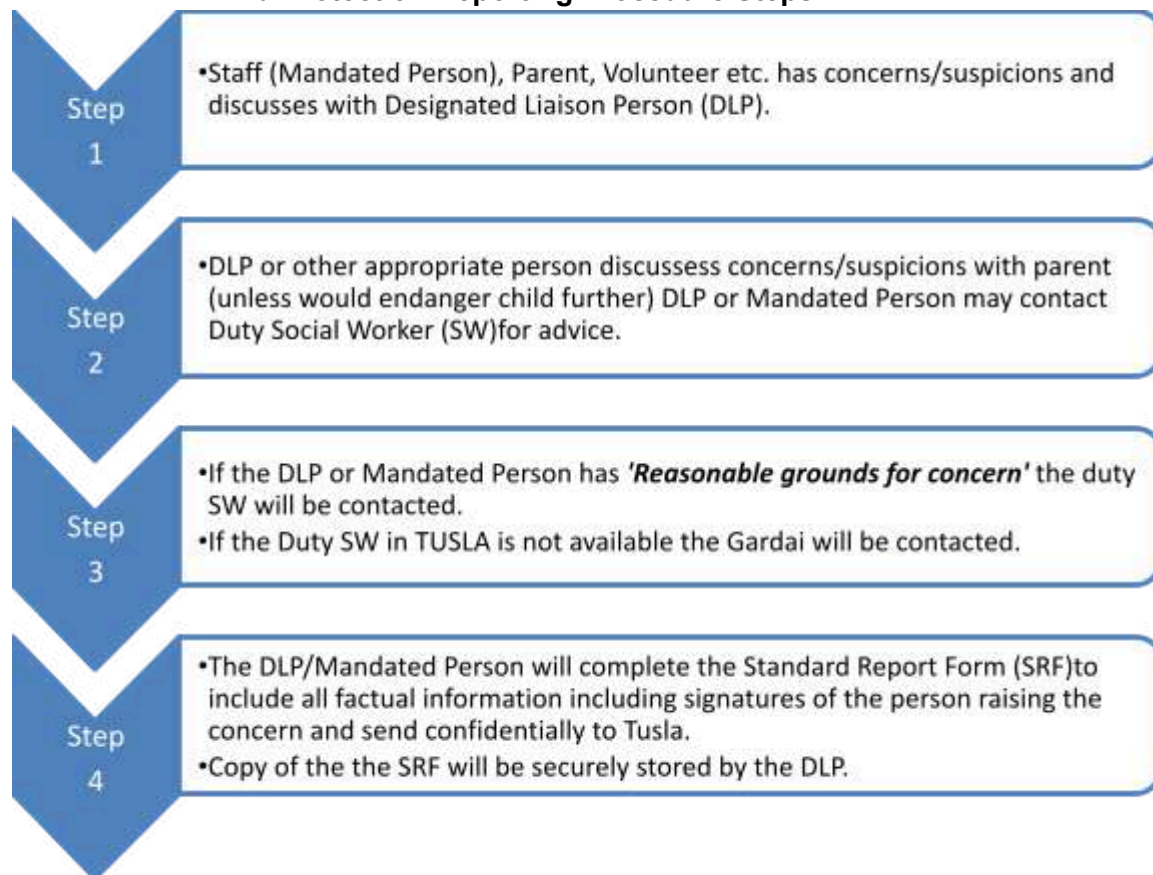 Protection Reporting Procedure Steps
Step
1
•Staff (Mandated Person), Parent, Volunteer etc. has concerns/suspicions and
discusses with Designated Liaison Person (DLP).
Step
2
•DLP or other appropriate person discussess concerns/suspicions with parent
(unless would endanger child further) DLP or Mandated Person may contact
Duty Social Worker (SW)for advice.
Step
3
•If the DLP or Mandated Person has 'Reasonable grounds for concern' the duty
SW will be contacted.
•If the Duty SW in TUSLA is not available the Gardai will be contacted.
Step
4
•The DLP/Mandated Person will complete the Standard Report Form (SRF)to
include all factual information including signatures of the person raising the
concern and send confidentially to Tusla.
•Copy of the the SRF will be securely stored by the DLP.